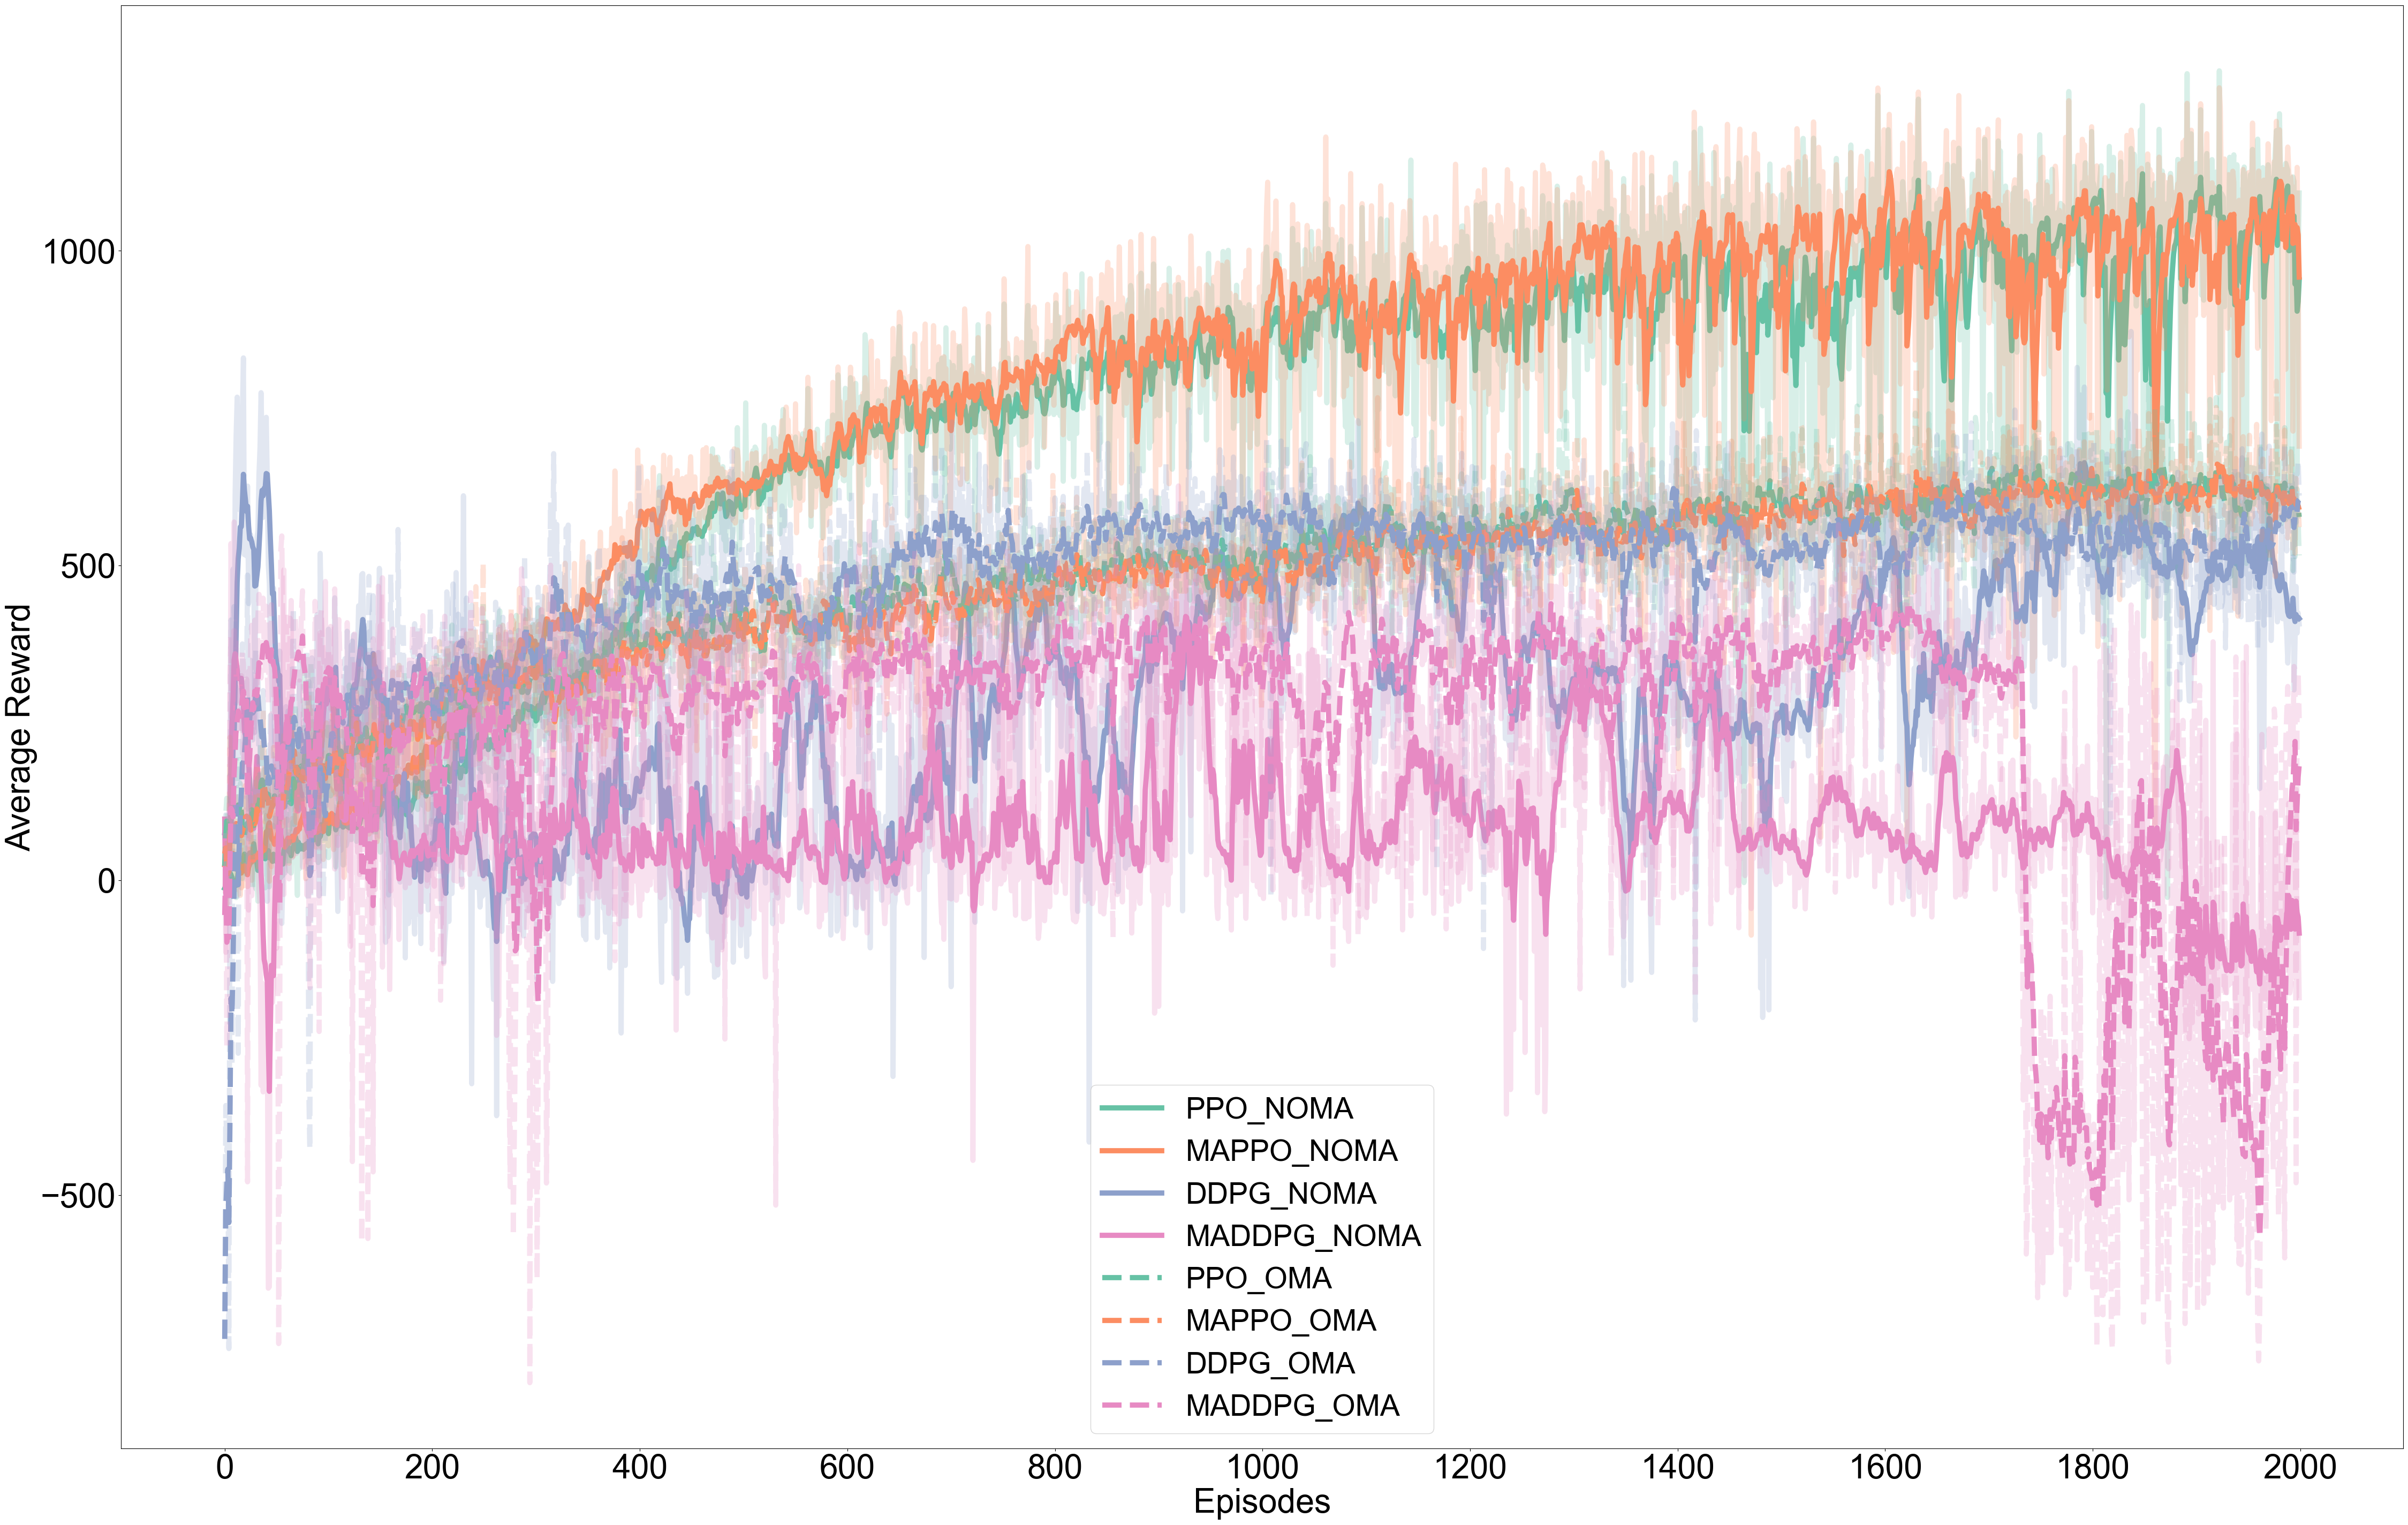 Average Reward
1000
500
0
−500
PPO_NOMA
MAPPO_NOMA
DDPG_NOMA
MADDPG_NOMA
PPO_OMA
MAPPO_OMA
DDPG_OMA
MADDPG_OMA
0 200 400 600 800 1000 1200 1400 1600 1800 2000
Episodes